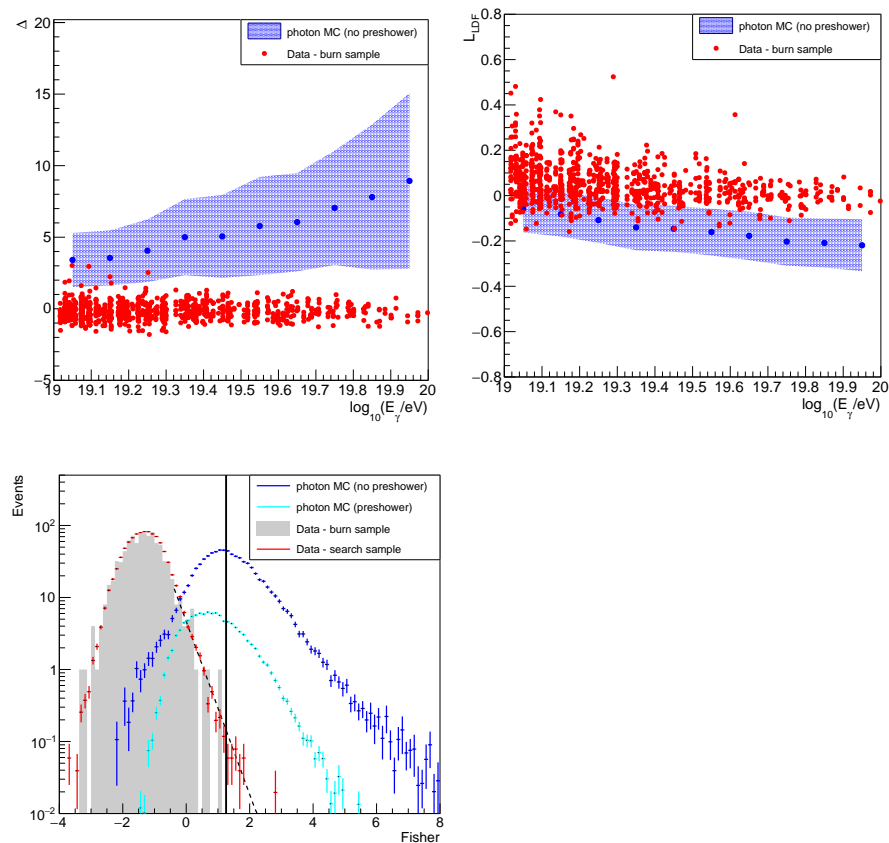 Δ
20
15
10
5
0
−5
photon MC (no preshower)
Data - burn sample
19 19.1 19.2 19.3 19.4 19.5 19.6 19.7 19.8 19.9 20
log₁₀(E_γ/eV)
L_LDF
0.8
0.6
0.4
0.2
0
−0.2
−0.4
−0.6
−0.8
photon MC (no preshower)
Data - burn sample
19 19.1 19.2 19.3 19.4 19.5 19.6 19.7 19.8 19.9 20
log₁₀(E_γ/eV)
Events
10²
10
1
10⁻¹
10⁻²
photon MC (no preshower)
photon MC (preshower)
Data - burn sample
Data - search sample
−4 −2 0 2 4 6 8
Fisher